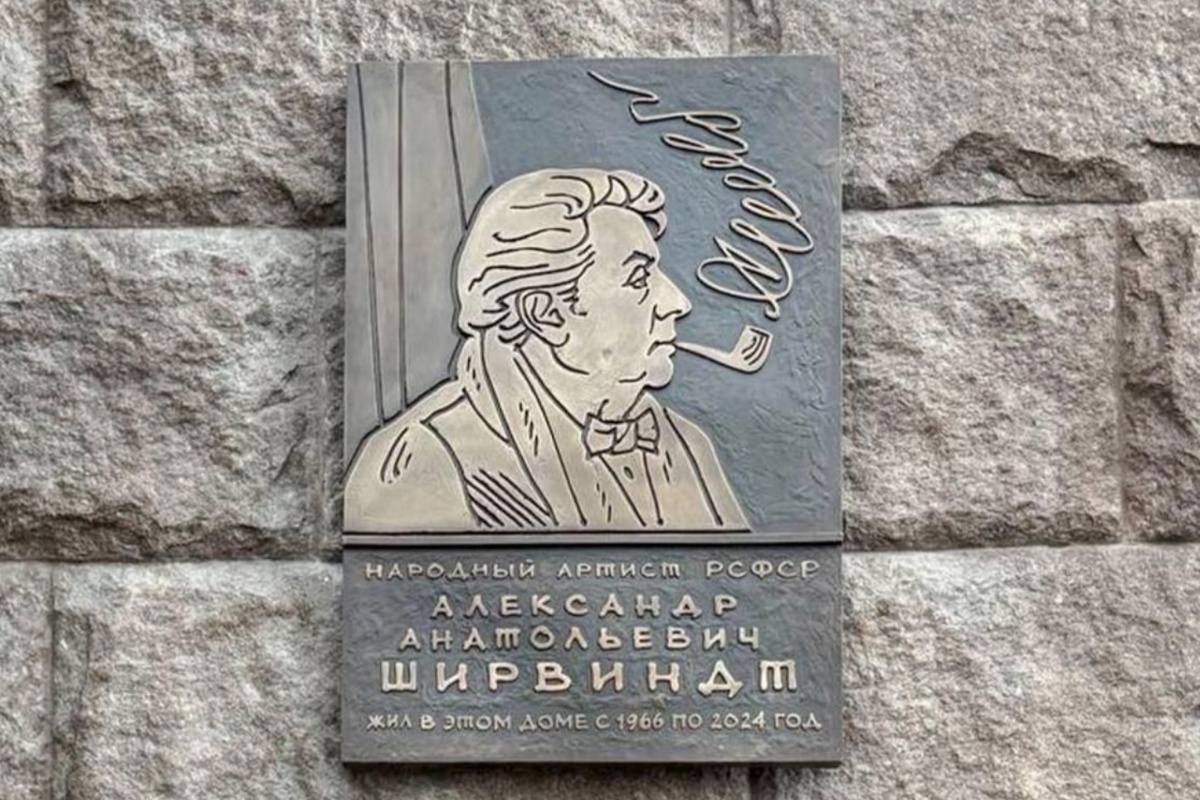 НАРОДНЫЙ АРТИСТ РСФСР
АЛЕКСАНДР
АНАТОЛЬЕВИЧ
ШИРВИНДТ
ЖИЛ В ЭТОМ ДОМЕ С 1966 ПО 2024 ГОД